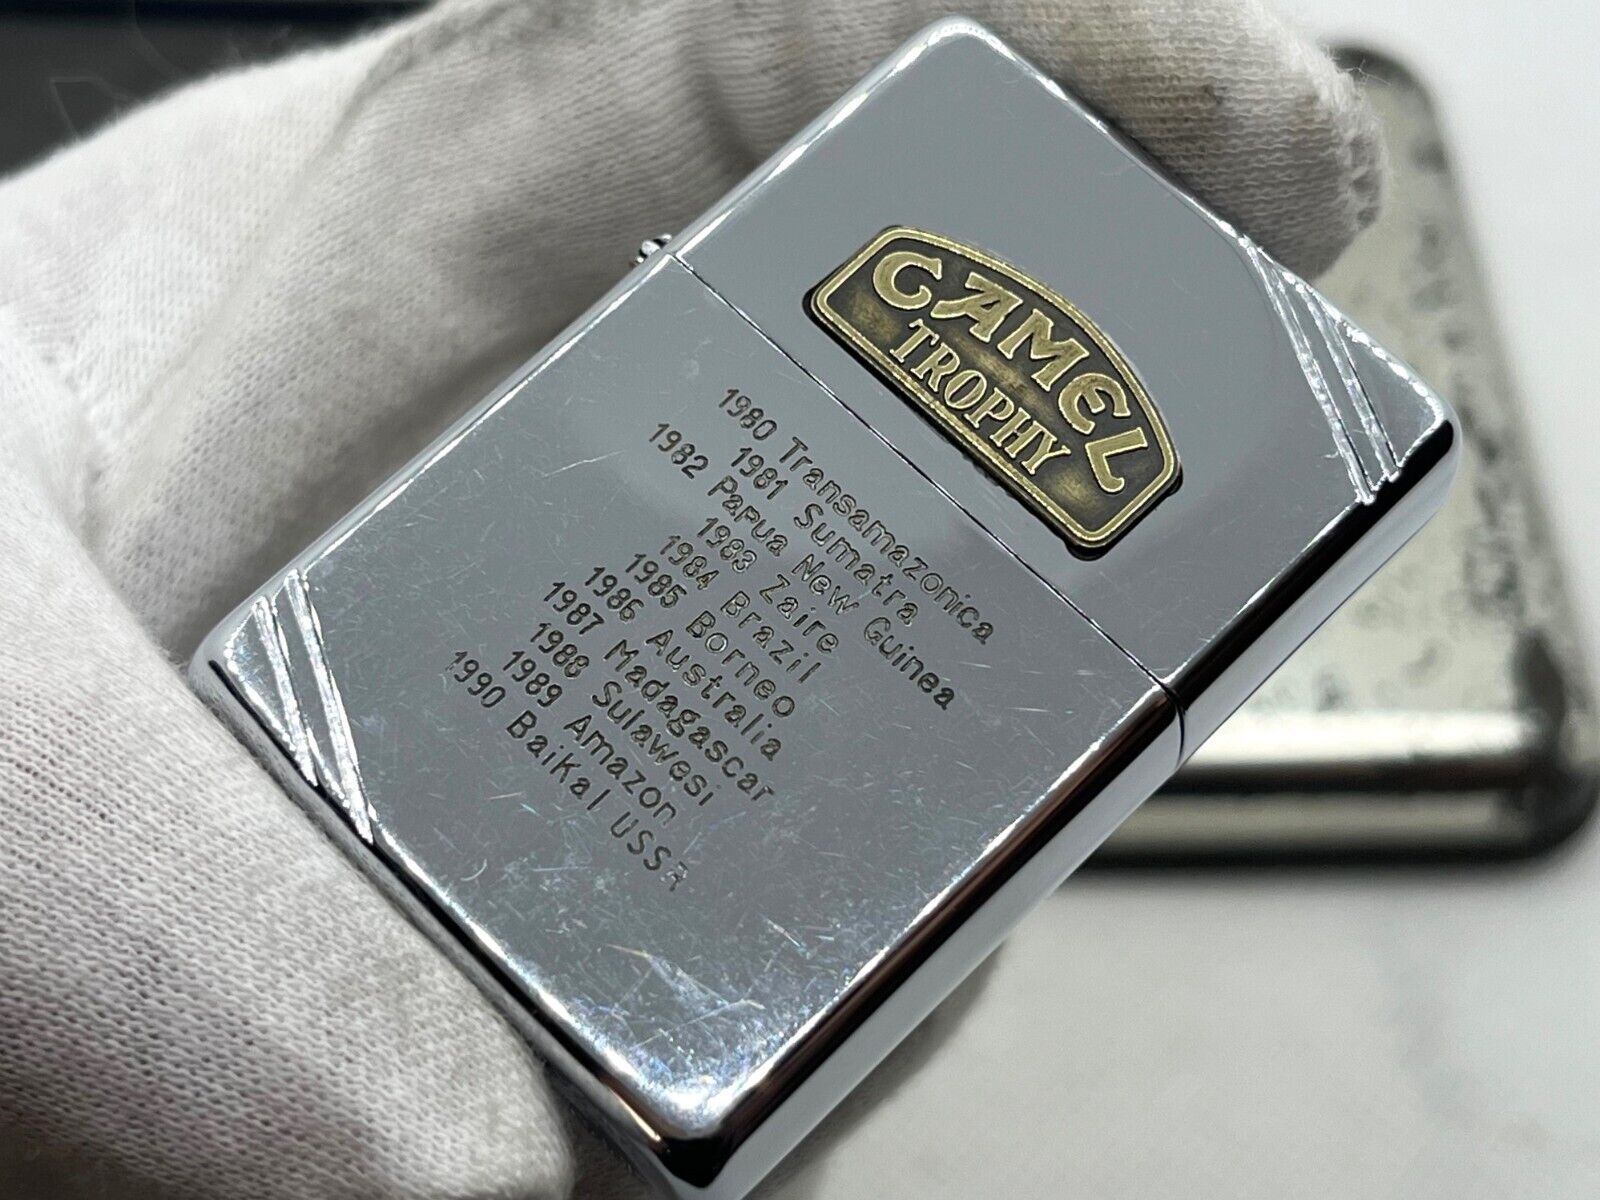 CAMEL
TROPHY
1980 Transamazonica
1981 Sumatra
1982 Papua New Guinea
1983 Zaire
1984 Brazil
1985 Borneo
1986 Australia
1987 Madagascar
1988 Sulawesi
1989 Amazon
1990 Baikal USSR